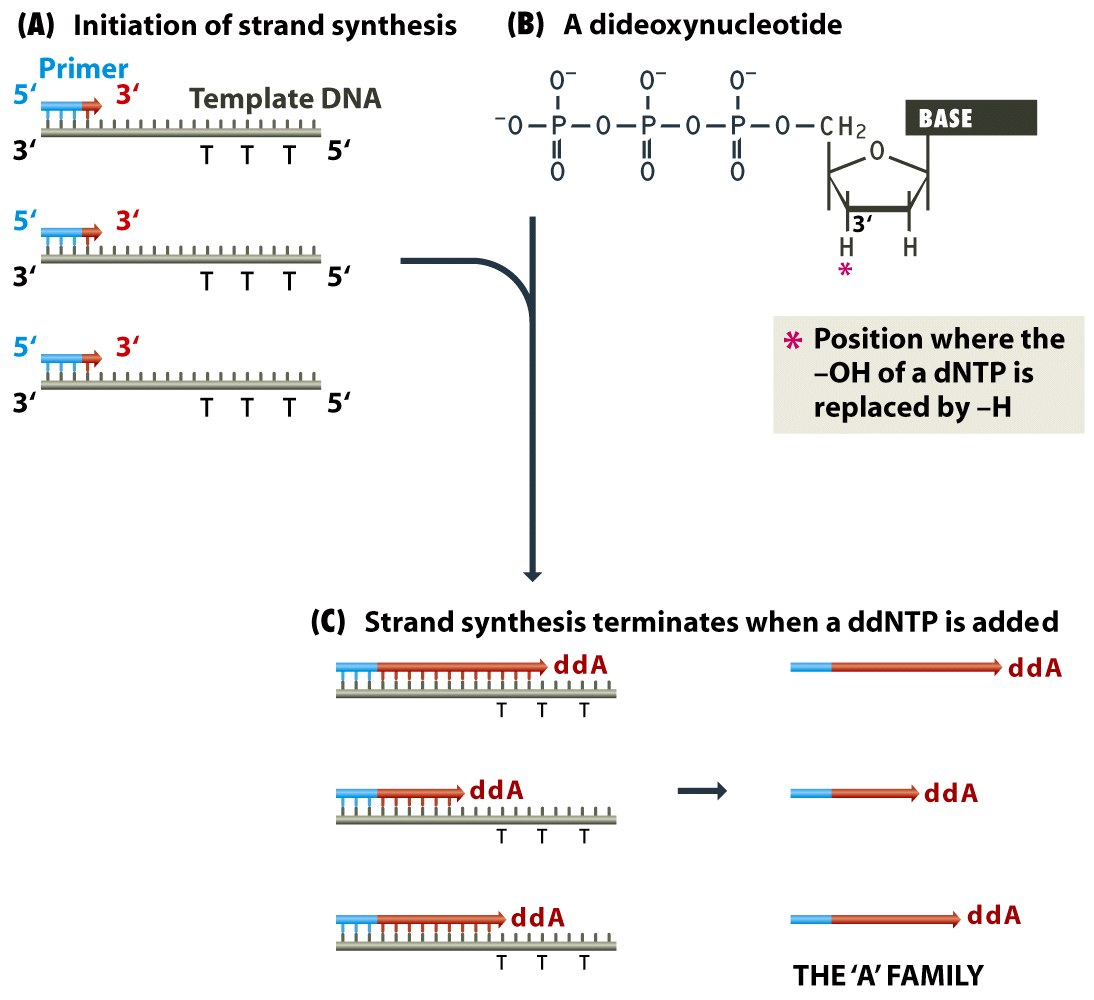 (A) Initiation of strand synthesis
Primer
5‘ 3‘
Template DNA
3‘ T T T 5‘
5‘ 3‘
3‘ T T T 5‘
5‘ 3‘
3‘ T T T 5‘
(B) A dideoxynucleotide
O– O– O–
–O–P–O–P–O–P–O–CH2
O O O
O
BASE
3‘
H H
*
* Position where the
–OH of a dNTP is
replaced by –H
(C) Strand synthesis terminates when a ddNTP is added
ddA ddA
T T T
ddA ddA
T T T
ddA ddA
T T T
THE ‘A’ FAMILY